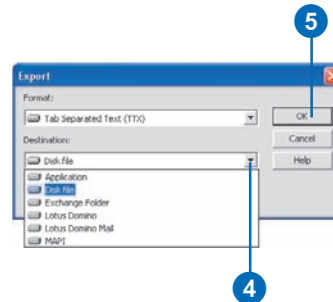 5
Export
Format:
Tab Separated Text (TTX)
OK
Destination:
Cancel
Disk file
Help
Application
Disk file
Exchange Folder
Lotus Domino
Lotus Domino Mail
MAPI
4